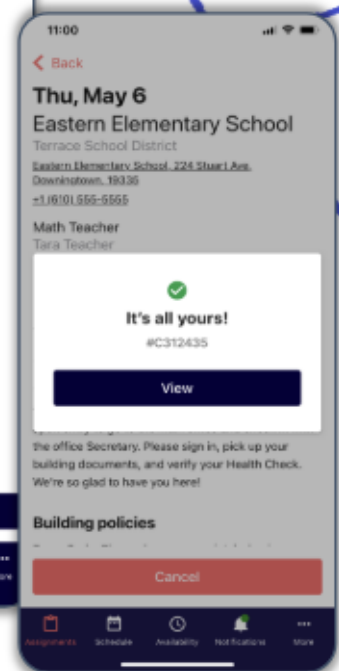 11:00
Back
Thu, May 6
Eastern Elementary School
Terrace School District
Eastern Elementary School, 224 Stuart Ave.
Downingtown, 19335
+1 (610) 555-5555
Math Teacher
Tara Teacher
It's all yours!
#C312435
View
the office Secretary. Please sign in, pick up your
building documents, and verify your Health Check.
We're so glad to have you here!
Building policies
Cancel
Assignments
Schedule
Availability
Notifications
More